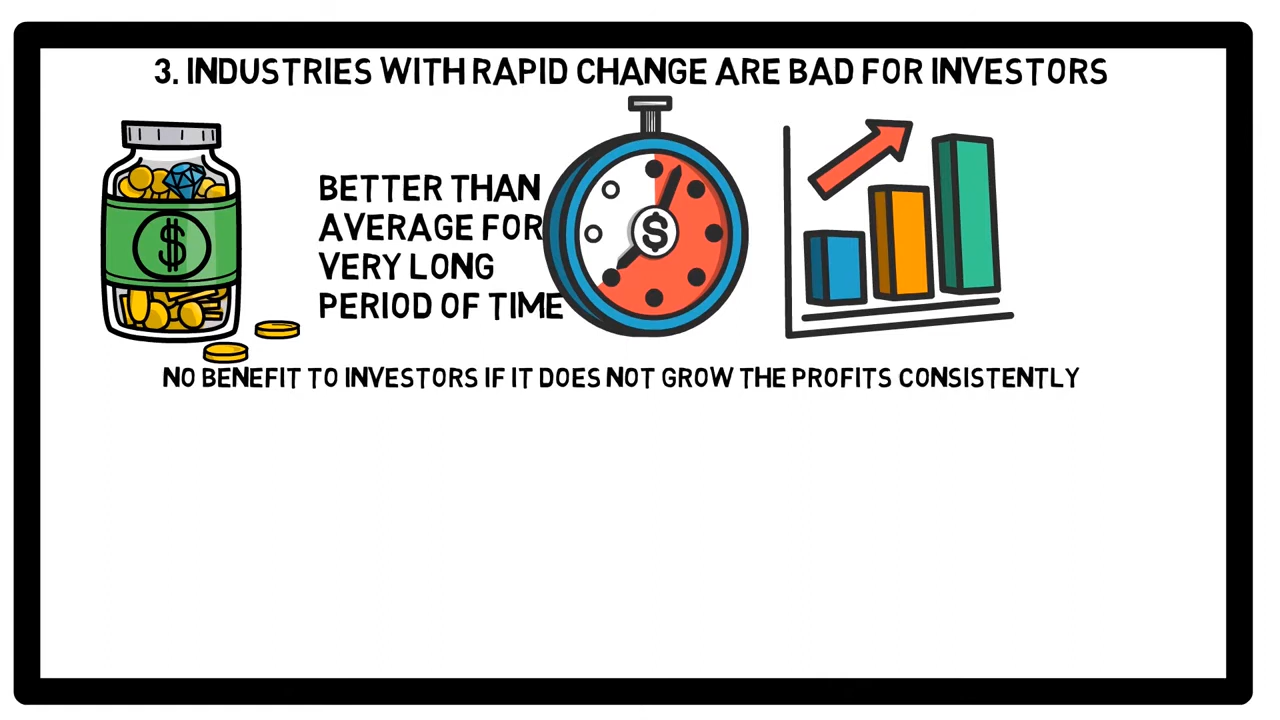 3. INDUSTRIES WITH RAPID CHANGE ARE BAD FOR INVESTORS
BETTER THAN
AVERAGE FOR
VERY LONG
PERIOD OF TIME
$
$
NO BENEFIT TO INVESTORS IF IT DOES NOT GROW THE PROFITS CONSISTENTLY